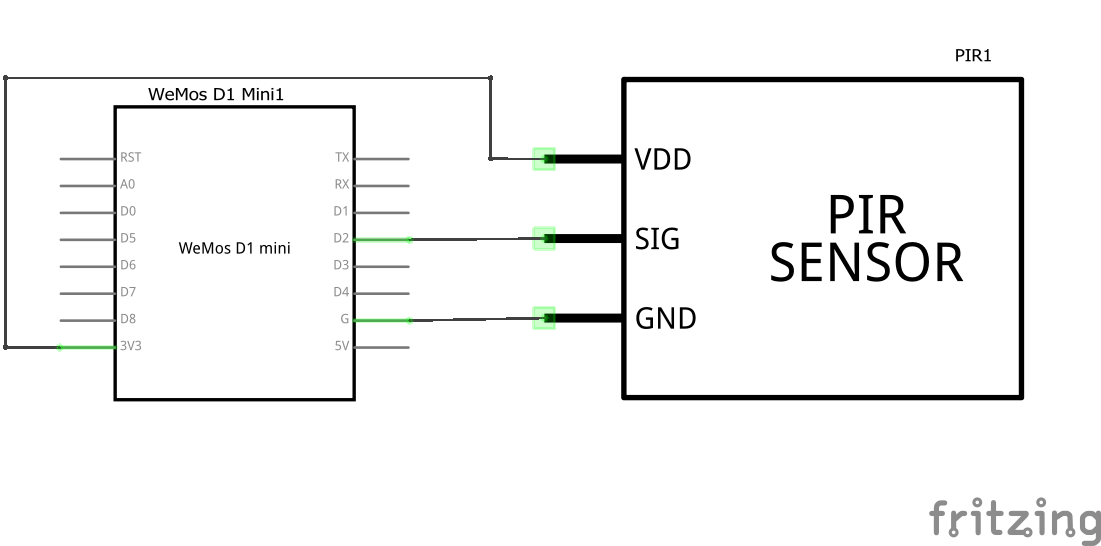 PIR1
WeMos D1 Mini1
RST
A0
D0
D5
D6
D7
D8
3V3
WeMos D1 mini
TX
RX
D1
D2
D3
D4
G
5V
VDD
SIG
GND
PIR
SENSOR
fritzing